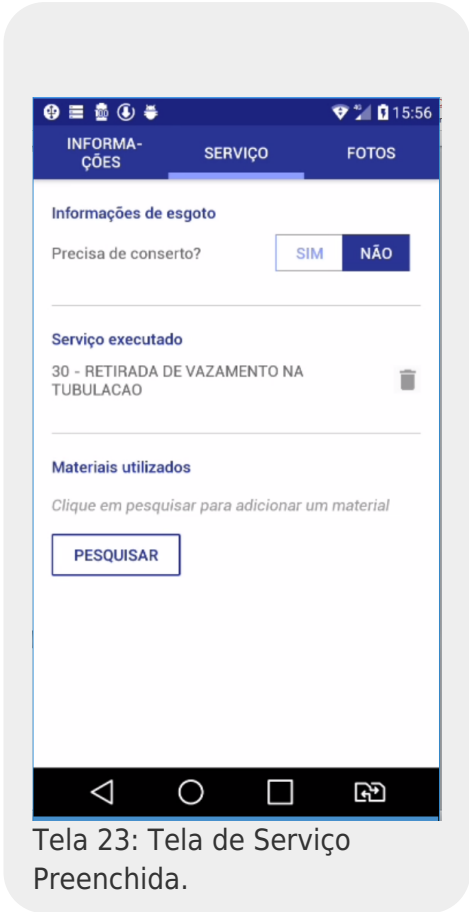 4G 15:56
INFORMA-
ÇÕES
SERVIÇO
FOTOS
Informações de esgoto
Precisa de conserto?
SIM
NÃO
Serviço executado
30 - RETIRADA DE VAZAMENTO NA
TUBULACAO
Materiais utilizados
Clique em pesquisar para adicionar um material
PESQUISAR
Tela 23: Tela de Serviço
Preenchida.